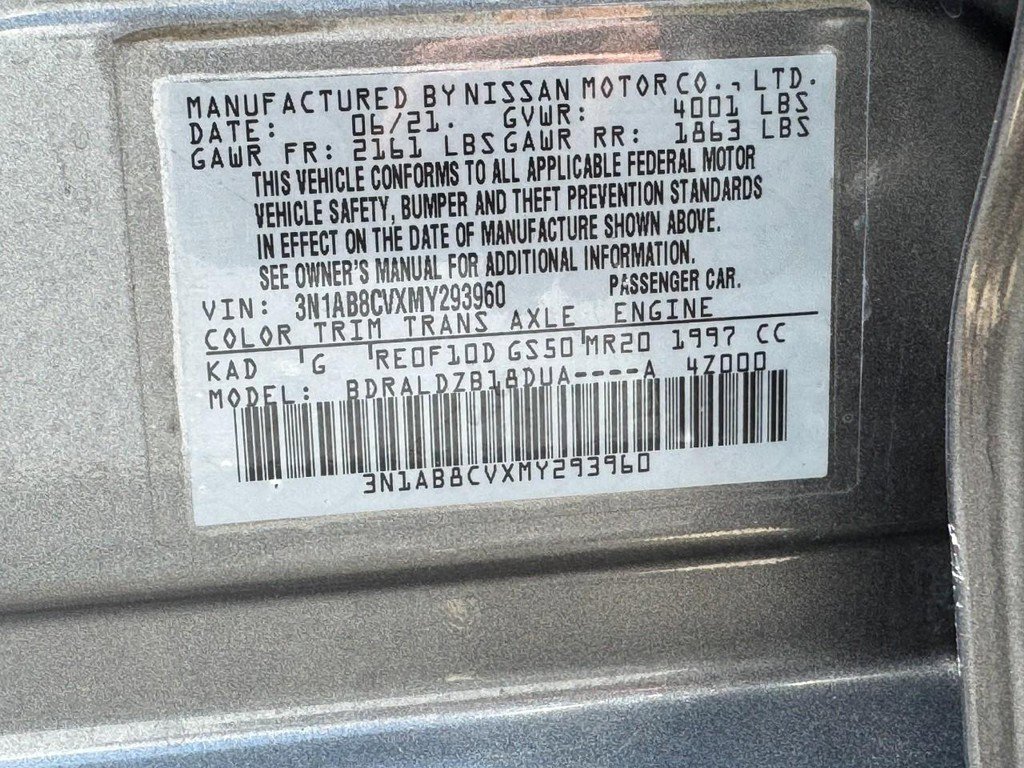 MANUFACTURED BY NISSAN MOTOR CO., LTD.
DATE: 06/21. GVWR: 4001 LBS
GAWR FR: 2161 LBS GAWR RR: 1863 LBS
THIS VEHICLE CONFORMS TO ALL APPLICABLE FEDERAL MOTOR
VEHICLE SAFETY, BUMPER AND THEFT PREVENTION STANDARDS
IN EFFECT ON THE DATE OF MANUFACTURE SHOWN ABOVE.
SEE OWNER'S MANUAL FOR ADDITIONAL INFORMATION.
VIN: 3N1AB8CVXMY293960 PASSENGER CAR.
COLOR TRIM TRANS AXLE ENGINE
KAD G RE0F10D GS50 MR20 1997 CC
MODEL: BDRALDZB18DUA----A 4Z000
3N1AB8CVXMY293960